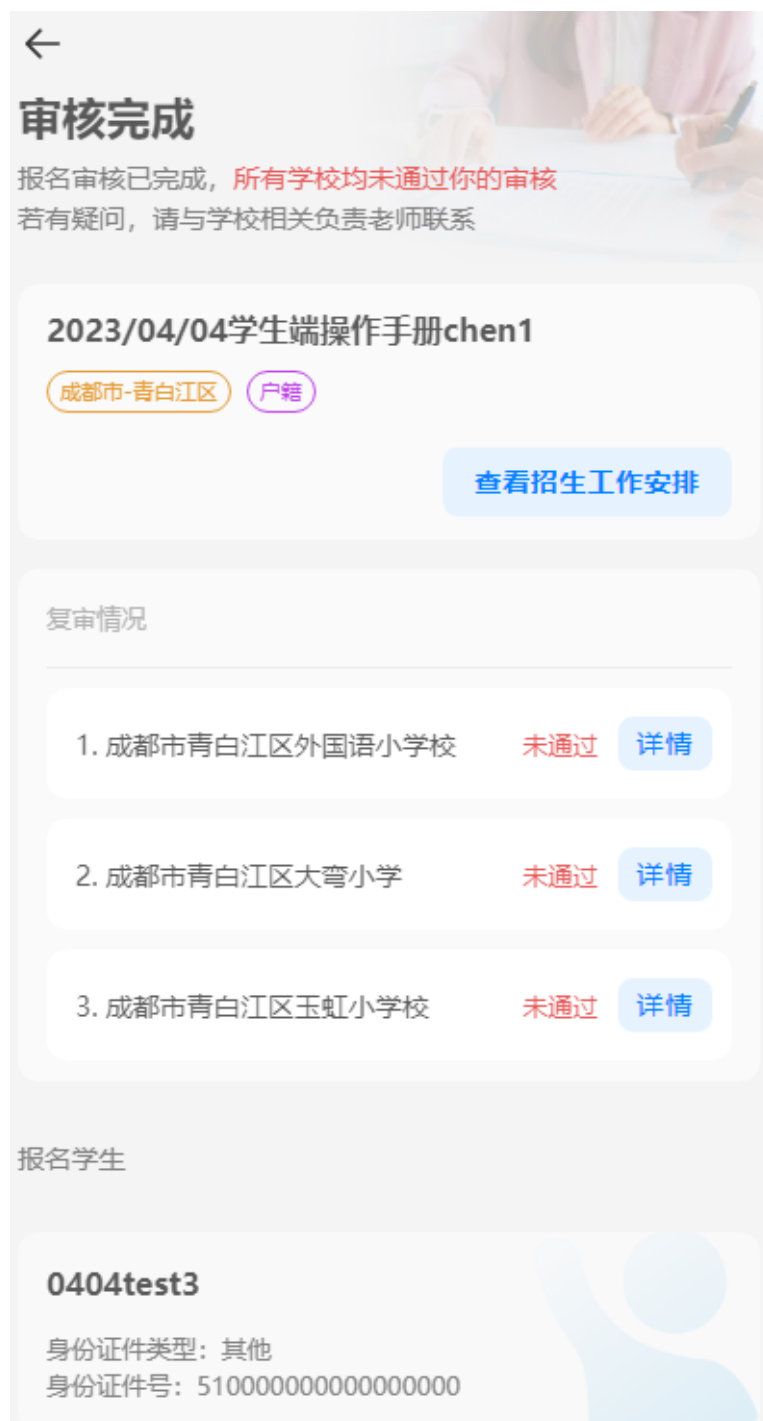 审核完成
报名审核已完成，所有学校均未通过你的审核
若有疑问，请与学校相关负责老师联系
2023/04/04学生端操作手册chen1
成都市-青白江区 户籍
查看招生工作安排
复审情况
1. 成都市青白江区外国语小学校 未通过 详情
2. 成都市青白江区大弯小学 未通过 详情
3. 成都市青白江区玉虹小学校 未通过 详情
报名学生
0404test3
身份证件类型：其他
身份证件号：5100000000000000000